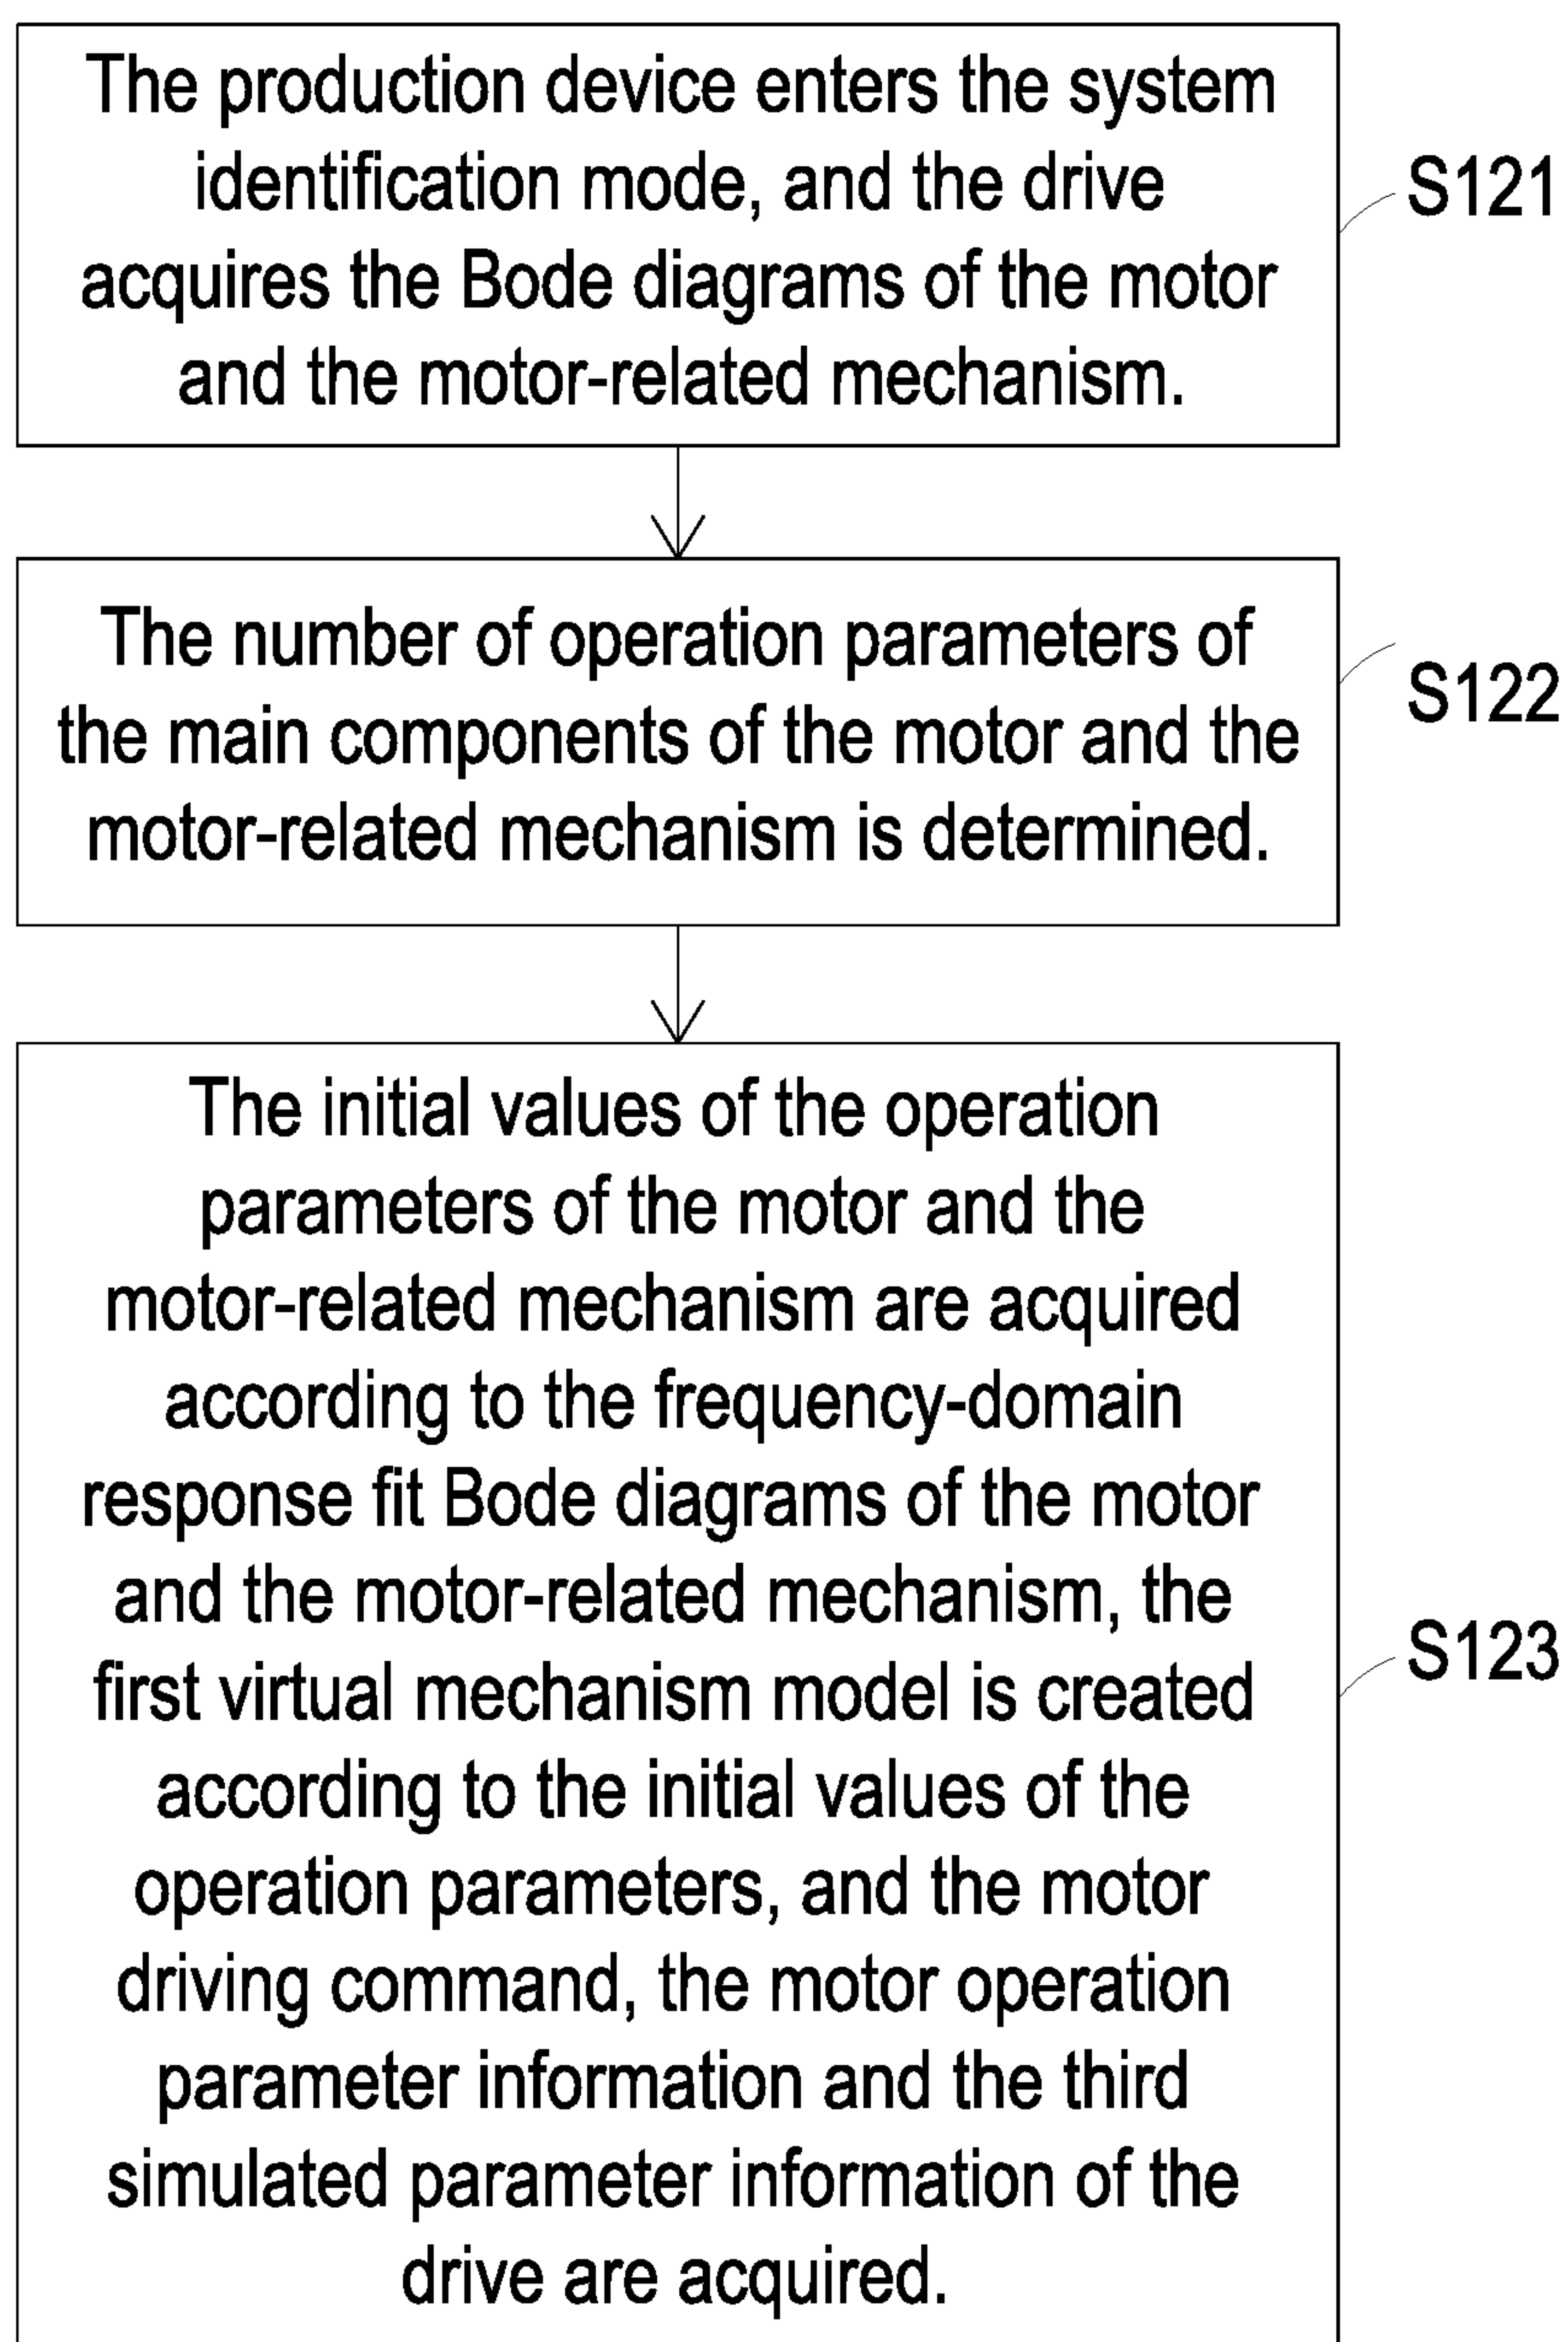 The production device enters the system
identification mode, and the drive
acquires the Bode diagrams of the motor
and the motor-related mechanism.
S121
The number of operation parameters of
the main components of the motor and the
motor-related mechanism is determined.
S122
The initial values of the operation
parameters of the motor and the
motor-related mechanism are acquired
according to the frequency-domain
response fit Bode diagrams of the motor
and the motor-related mechanism, the
first virtual mechanism model is created
according to the initial values of the
operation parameters, and the motor
driving command, the motor operation
parameter information and the third
simulated parameter information of the
drive are acquired.
S123